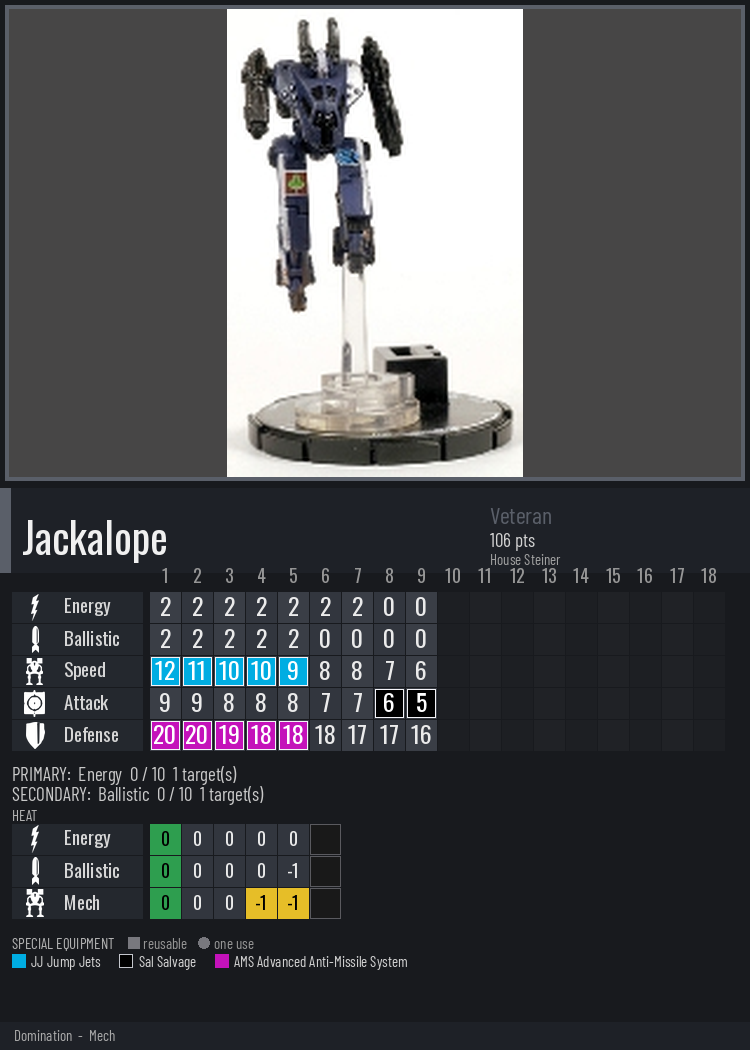 Jackalope
Veteran
106 pts
House Steiner
1 2 3 4 5 6 7 8 9 10 11 12 13 14 15 16 17 18
Energy 2 2 2 2 2 2 2 0 0
Ballistic 2 2 2 2 2 0 0 0 0
Speed 12 11 10 10 9 8 8 7 6
Attack 9 9 8 8 8 7 7 6 5
Defense 20 20 19 18 18 18 17 17 16
PRIMARY: Energy 0 / 10 1 target(s)
SECONDARY: Ballistic 0 / 10 1 target(s)
HEAT
Energy 0 0 0 0 0
Ballistic 0 0 0 0 -1
Mech 0 0 0 -1 -1
SPECIAL EQUIPMENT reusable one use
JJ Jump Jets Sal Salvage AMS Advanced Anti-Missile System
Domination - Mech